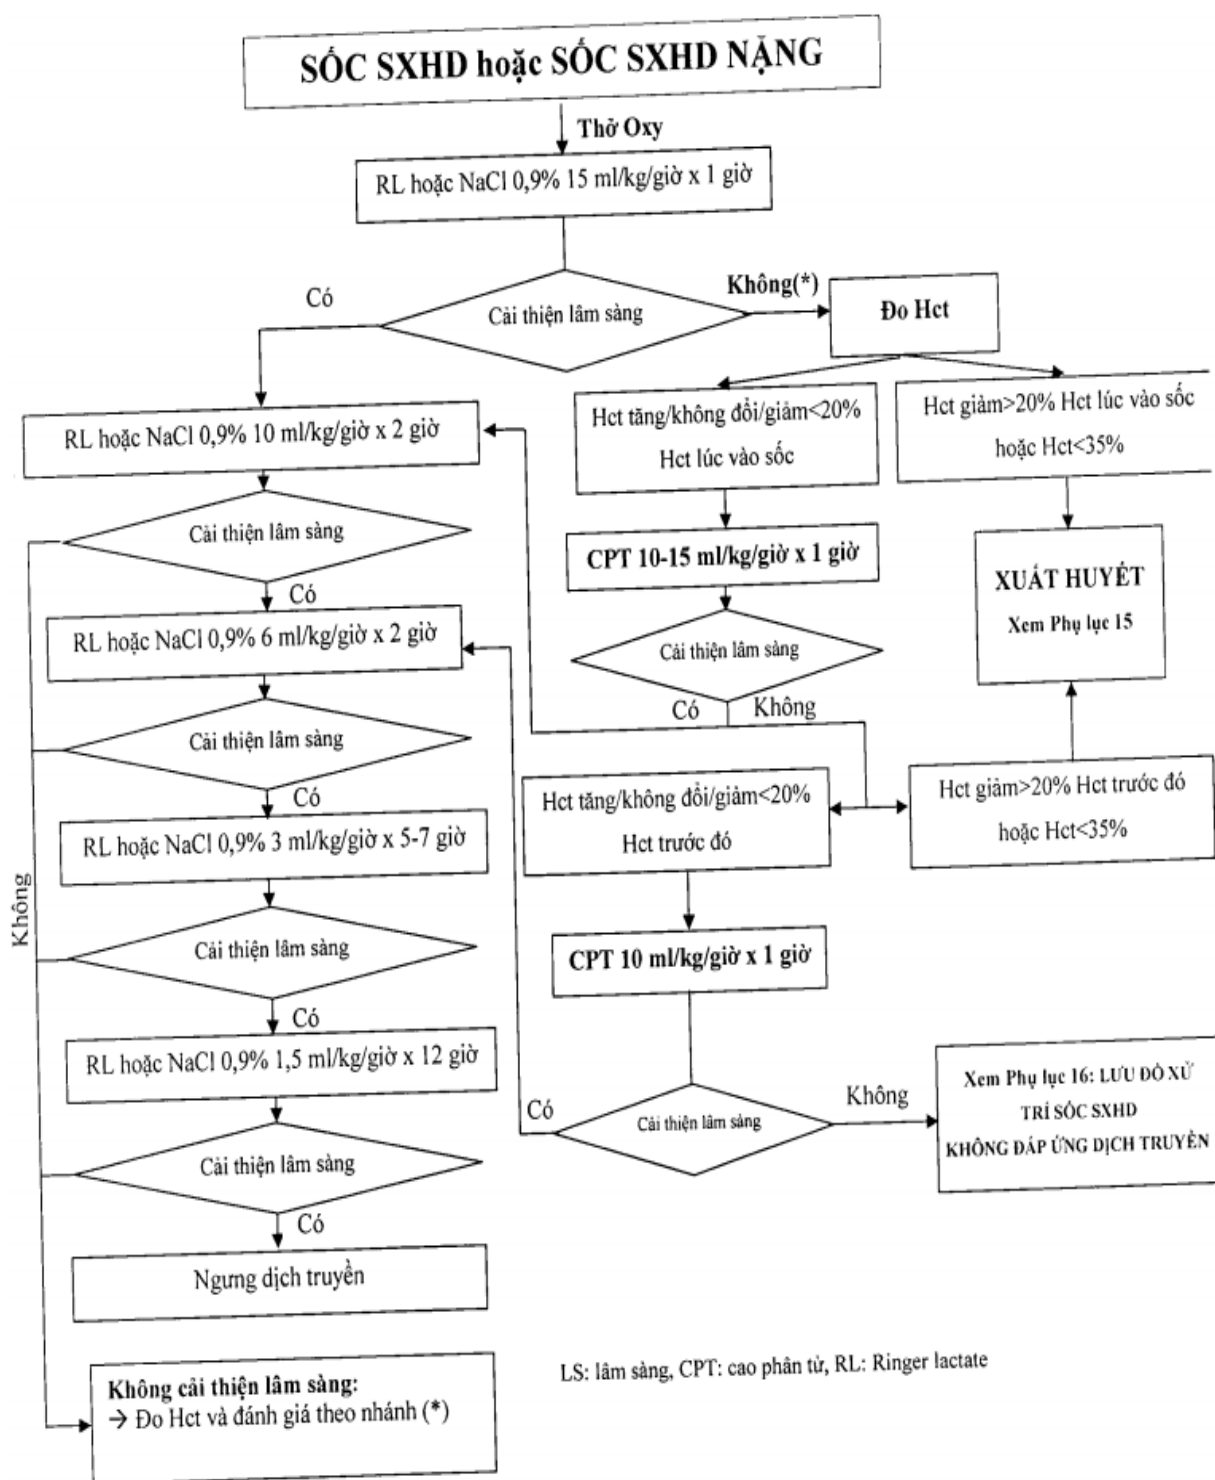 SỐC SXHD hoặc SỐC SXHD NẶNG
Thở Oxy
RL hoặc NaCl 0,9% 15 ml/kg/giờ x 1 giờ
Có
Cải thiện lâm sàng
Không(*)
Đo Hct
Hct tăng/không đổi/giảm<20%
Hct lúc vào sốc
Hct giảm>20% Hct lúc vào sốc
hoặc Hct<35%
RL hoặc NaCl 0,9% 10 ml/kg/giờ x 2 giờ
Cải thiện lâm sàng
Có
CPT 10-15 ml/kg/giờ x 1 giờ
XUẤT HUYẾT
Xem Phụ lục 15
RL hoặc NaCl 0,9% 6 ml/kg/giờ x 2 giờ
Cải thiện lâm sàng
Có
Không
Cải thiện lâm sàng
Có
Hct tăng/không đổi/giảm<20%
Hct trước đó
Hct giảm>20% Hct trước đó
hoặc Hct<35%
RL hoặc NaCl 0,9% 3 ml/kg/giờ x 5-7 giờ
Không
Cải thiện lâm sàng
Có
CPT 10 ml/kg/giờ x 1 giờ
RL hoặc NaCl 0,9% 1,5 ml/kg/giờ x 12 giờ
Có
Cải thiện lâm sàng
Không
Xem Phụ lục 16: LƯU ĐỒ XỬ
TRÍ SỐC SXHD
KHÔNG ĐÁP ỨNG DỊCH TRUYỀN
Cải thiện lâm sàng
Có
Ngưng dịch truyền
Không cải thiện lâm sàng:
→ Đo Hct và đánh giá theo nhánh (*)
LS: lâm sàng, CPT: cao phân tử, RL: Ringer lactate